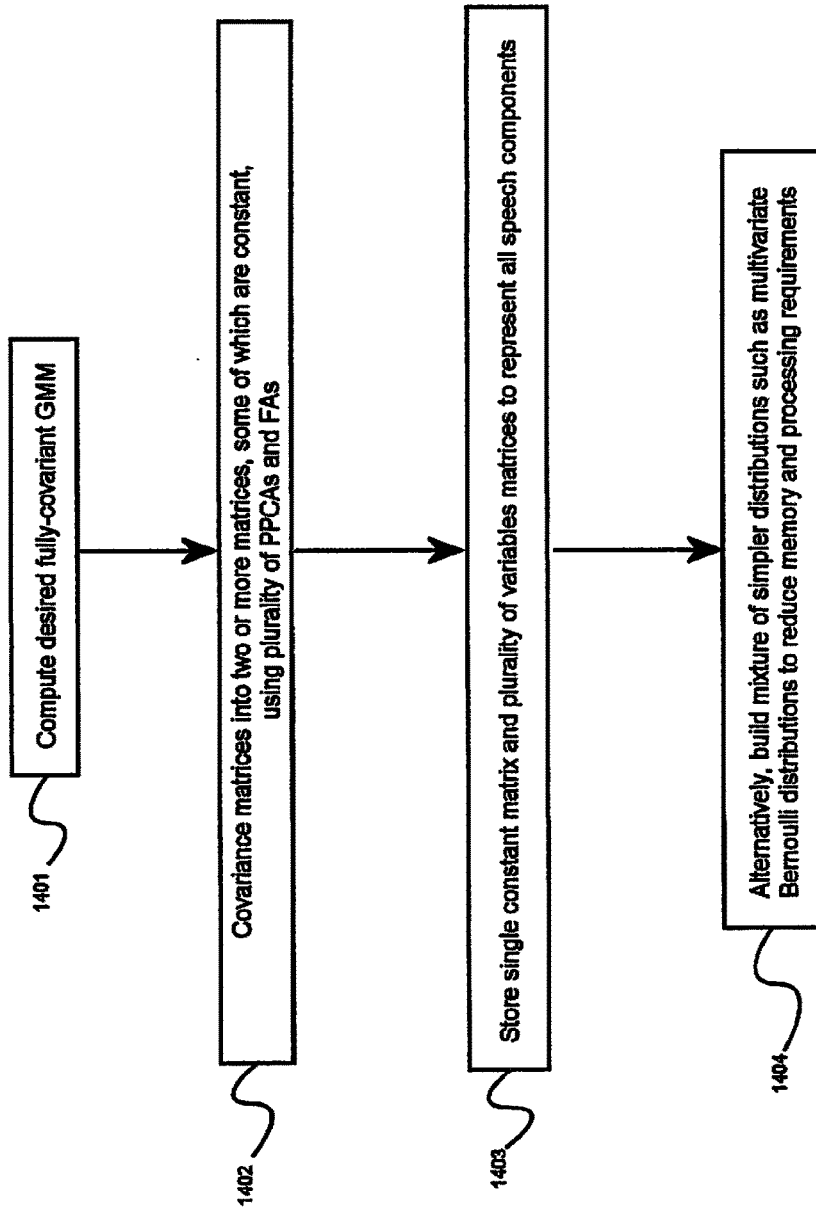 Compute desired fully-covariant GMM
1401
Covariance matrices into two or more matrices, some of which are constant,
using plurality of PPCAs and FAs
1402
Store single constant matrix and plurality of variables matrices to represent all speech components
1403
Alternatively, build mixture of simpler distributions such as multivariate
Bernoulli distributions to reduce memory and processing requirements
1404